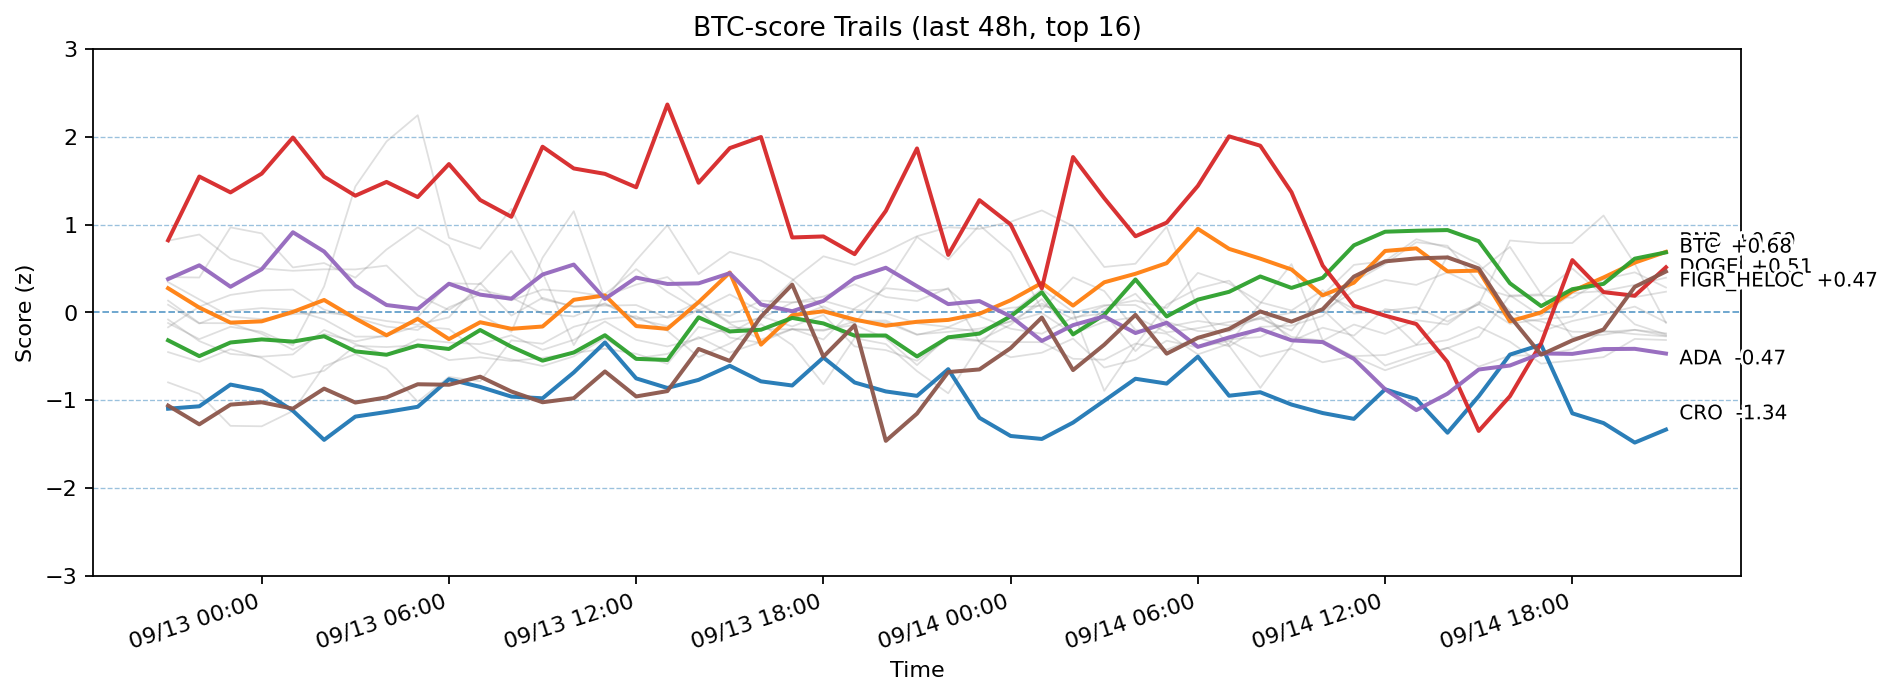 BTC-score Trails (last 48h, top 16)
Score (z)
3
2
1
0
−1
−2
−3
BTC +0.68
DOGE +0.51
FIGR_HELOC +0.47
ADA -0.47
CRO -1.34
09/13 00:00
09/13 06:00
09/13 12:00
09/13 18:00
09/14 00:00
09/14 06:00
09/14 12:00
09/14 18:00
Time